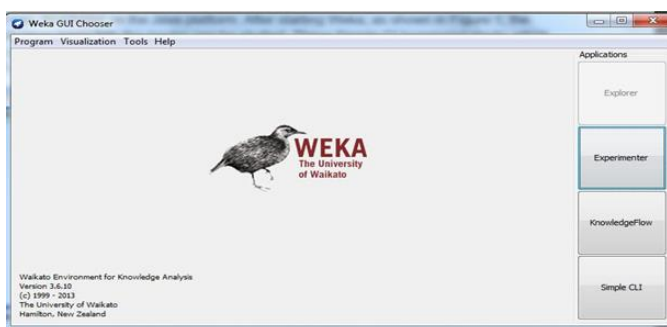 Weka GUI Chooser
Program Visualization Tools Help
Applications
Explorer
WEKA
The University
of Waikato
Experimenter
KnowledgeFlow
Simple CLI
Waikato Environment for Knowledge Analysis
Version 3.6.10
(c) 1999 - 2013
The University of Waikato
Hamilton, New Zealand